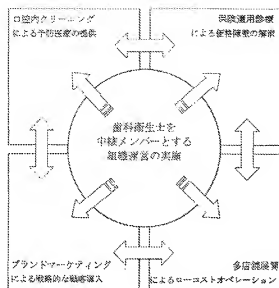 口腔内クリーニング
による予防医療の提供
保険適用診療
による価格障壁の解消
歯科衛生士を
中核メンバーとする
組織運営の実施
ブランドマーケティング
による戦略的な
多店舗展開
によるローコストオペレーション